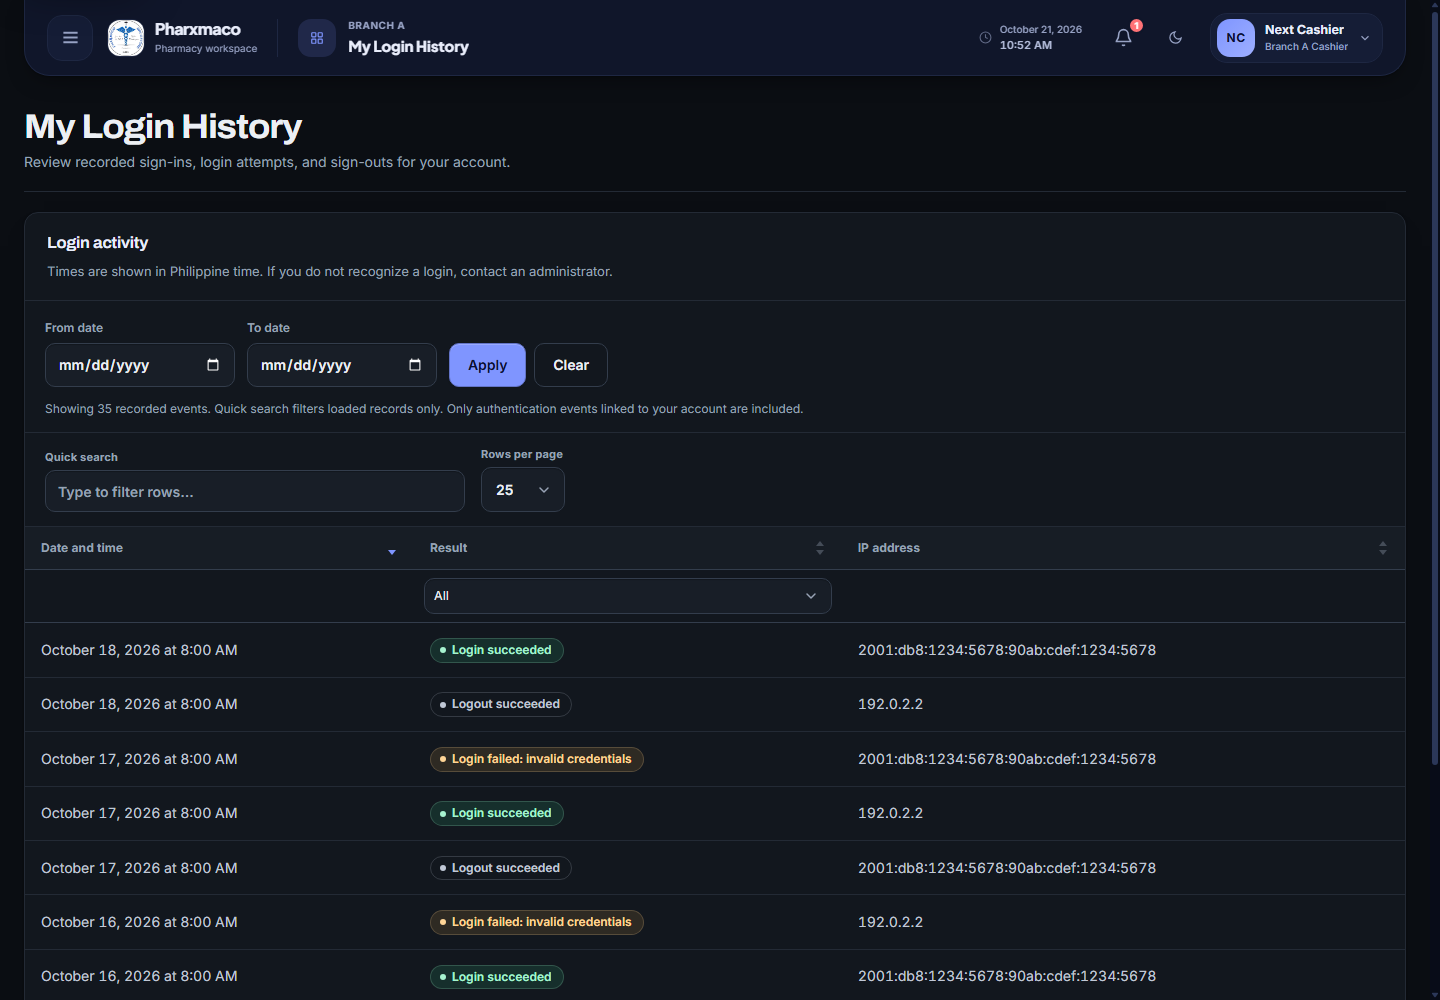 Pharxmaco
Pharmacy workspace
BRANCH A
My Login History
October 21, 2026
10:52 AM
1
NC
Next Cashier
Branch A Cashier
My Login History
Review recorded sign-ins, login attempts, and sign-outs for your account.
Login activity
Times are shown in Philippine time. If you do not recognize a login, contact an administrator.
From date
To date
mm/dd/yyyy
mm/dd/yyyy
Apply
Clear
Showing 35 recorded events. Quick search filters loaded records only. Only authentication events linked to your account are included.
Quick search
Rows per page
Type to filter rows...
25
Date and time
Result
IP address
All
October 18, 2026 at 8:00 AM
Login succeeded
2001:db8:1234:5678:90ab:cdef:1234:5678
October 18, 2026 at 8:00 AM
Logout succeeded
192.0.2.2
October 17, 2026 at 8:00 AM
Login failed: invalid credentials
2001:db8:1234:5678:90ab:cdef:1234:5678
October 17, 2026 at 8:00 AM
Login succeeded
192.0.2.2
October 17, 2026 at 8:00 AM
Logout succeeded
2001:db8:1234:5678:90ab:cdef:1234:5678
October 16, 2026 at 8:00 AM
Login failed: invalid credentials
192.0.2.2
October 16, 2026 at 8:00 AM
Login succeeded
2001:db8:1234:5678:90ab:cdef:1234:5678